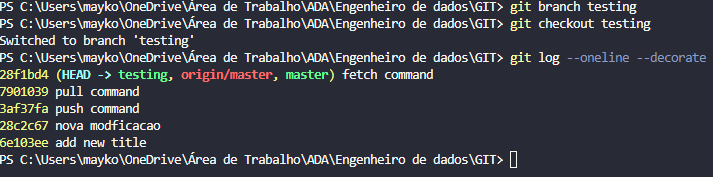 PS C:\Users\mayko\OneDrive\Área de Trabalho\ADA\Engenheiro de dados\GIT> git branch testing
PS C:\Users\mayko\OneDrive\Área de Trabalho\ADA\Engenheiro de dados\GIT> git checkout testing
Switched to branch 'testing'
PS C:\Users\mayko\OneDrive\Área de Trabalho\ADA\Engenheiro de dados\GIT> git log --oneline --decorate
28f1bd4 (HEAD -> testing, origin/master, master) fetch command
7901039 pull command
3af37fa push command
28c2c67 nova modficacao
6e103ee add new title
PS C:\Users\mayko\OneDrive\Área de Trabalho\ADA\Engenheiro de dados\GIT>